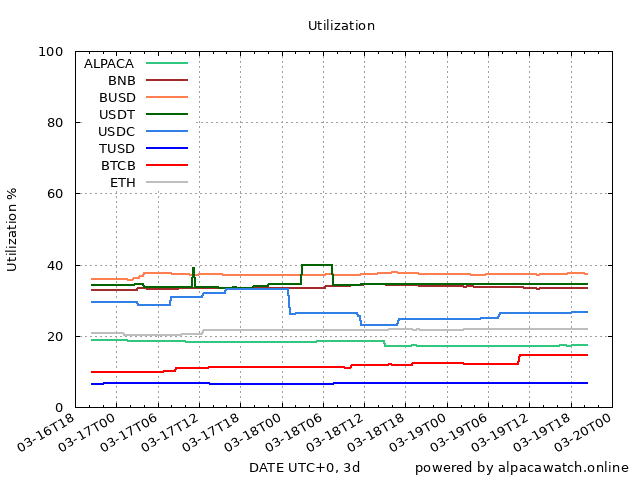 Utilization
100
80
60
40
20
0
Utilization %
ALPACA
BNB
BUSD
USDT
USDC
TUSD
BTCB
ETH
03-16T18
03-17T00
03-17T06
03-17T12
03-17T18
03-18T00
03-18T06
03-18T12
03-18T18
03-19T00
03-19T06
03-19T12
03-19T18
03-20T00
DATE UTC+0, 3d
powered by alpacawatch.online